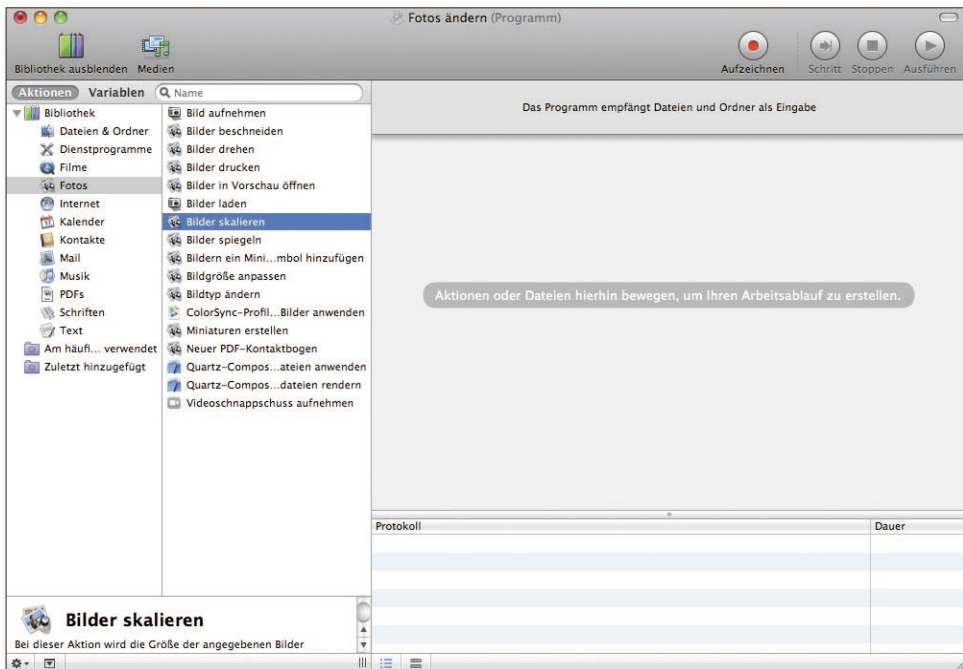 Fotos ändern (Programm)
Bibliothek ausblenden Medien
Aufzeichnen Schritt Stoppen Ausführen
Aktionen Variablen Name
Bibliothek
Dateien & Ordner
Dienstprogramme
Filme
Fotos
Internet
Kalender
Kontakte
Mail
Musik
PDFs
Schriften
Text
Am häufi... verwendet
Zuletzt hinzugefügt
Bild aufnehmen
Bilder beschneiden
Bilder drehen
Bilder drucken
Bilder in Vorschau öffnen
Bilder laden
Bilder skalieren
Bilder spiegeln
Bildern ein Mini...mbol hinzufügen
Bildgröße anpassen
Bildtyp ändern
ColorSync-Profil...Bilder anwenden
Miniaturen erstellen
Neuer PDF-Kontaktbogen
Quartz-Compos...ateien anwenden
Quartz-Compos...dateien rendern
Videoschnappschuss aufnehmen
Das Programm empfängt Dateien und Ordner als Eingabe
Aktionen oder Dateien hierhin bewegen, um Ihren Arbeitsablauf zu erstellen.
Protokoll Dauer
Bilder skalieren
Bei dieser Aktion wird die Größe der angegebenen Bilder